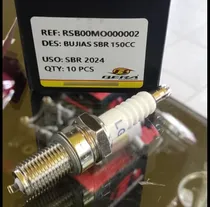 REF: RSB00MO000002
DES: BUJIAS SBR 150CC
USO: SBR 2024
QTY: 10 PCS